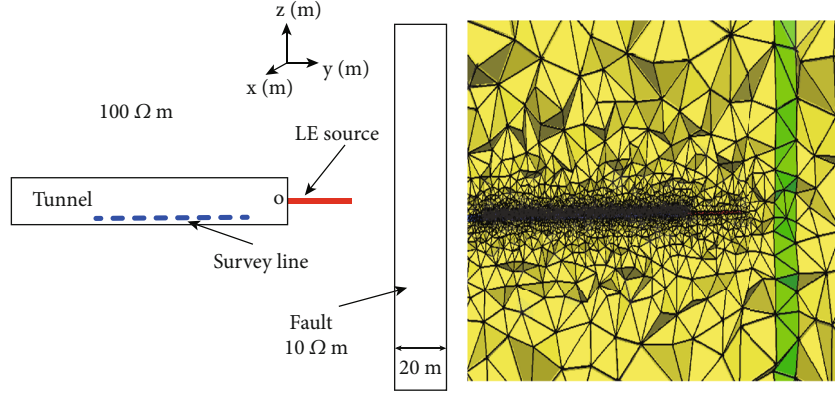 z (m)
y (m)
x (m)
100 Ω m
LE source
Tunnel
o
Survey line
Fault
10 Ω m
20 m